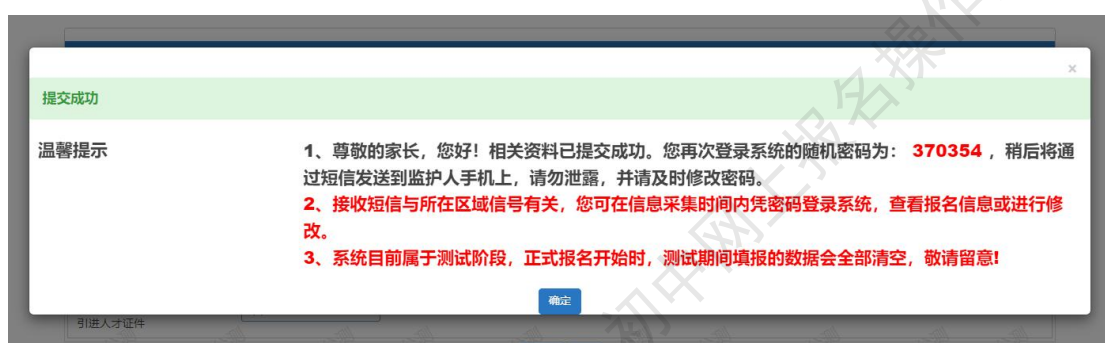 ×
提交成功
温馨提示
1、尊敬的家长，您好！相关资料已提交成功。您再次登录系统的随机密码为： 370354 ，稍后将通
过短信发送到监护人手机上，请勿泄露，并请及时修改密码。
2、接收短信与所在区域信号有关，您可在信息采集时间内凭密码登录系统，查看报名信息或进行修
改。
3、系统目前属于测试阶段，正式报名开始时，测试期间填报的数据会全部清空，敬请留意!
确定
引进人才证件
初中网上报名操作